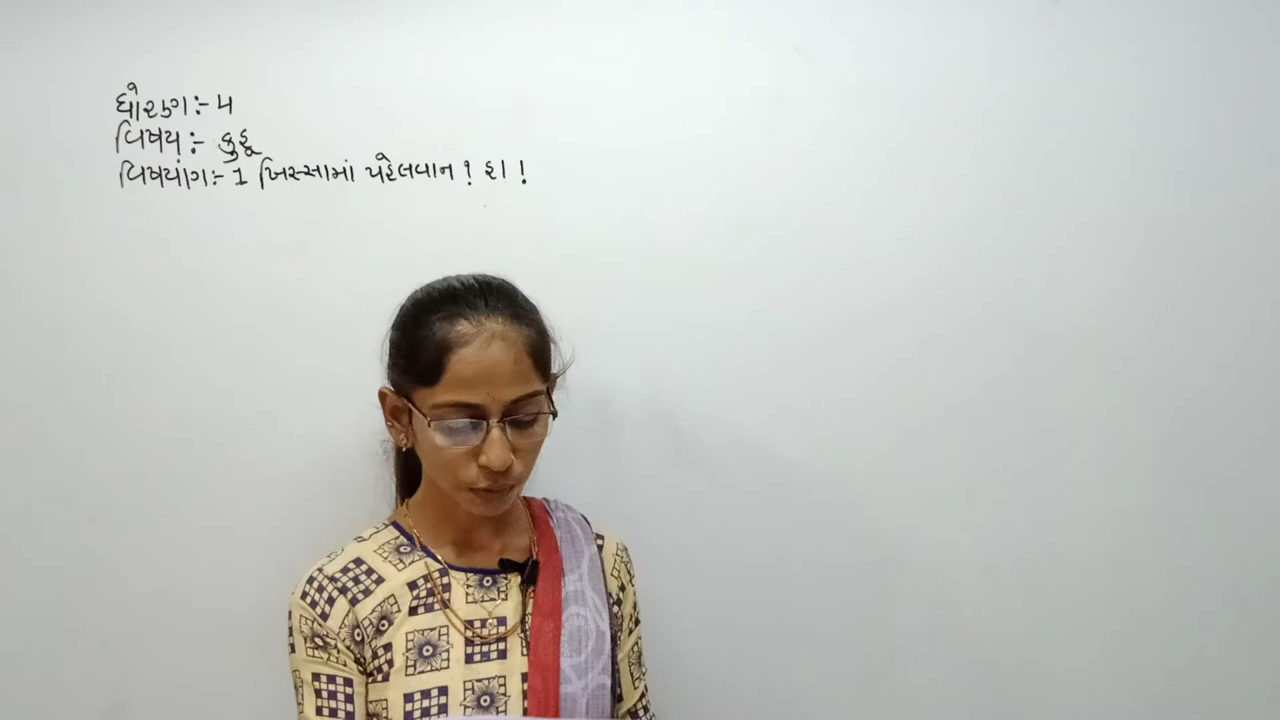 ધોરણ:- ૫
વિષય:- કુહૂ
વિષયાંગ:- 1 ખિસ્સામાં પહેલવાન ! હા !